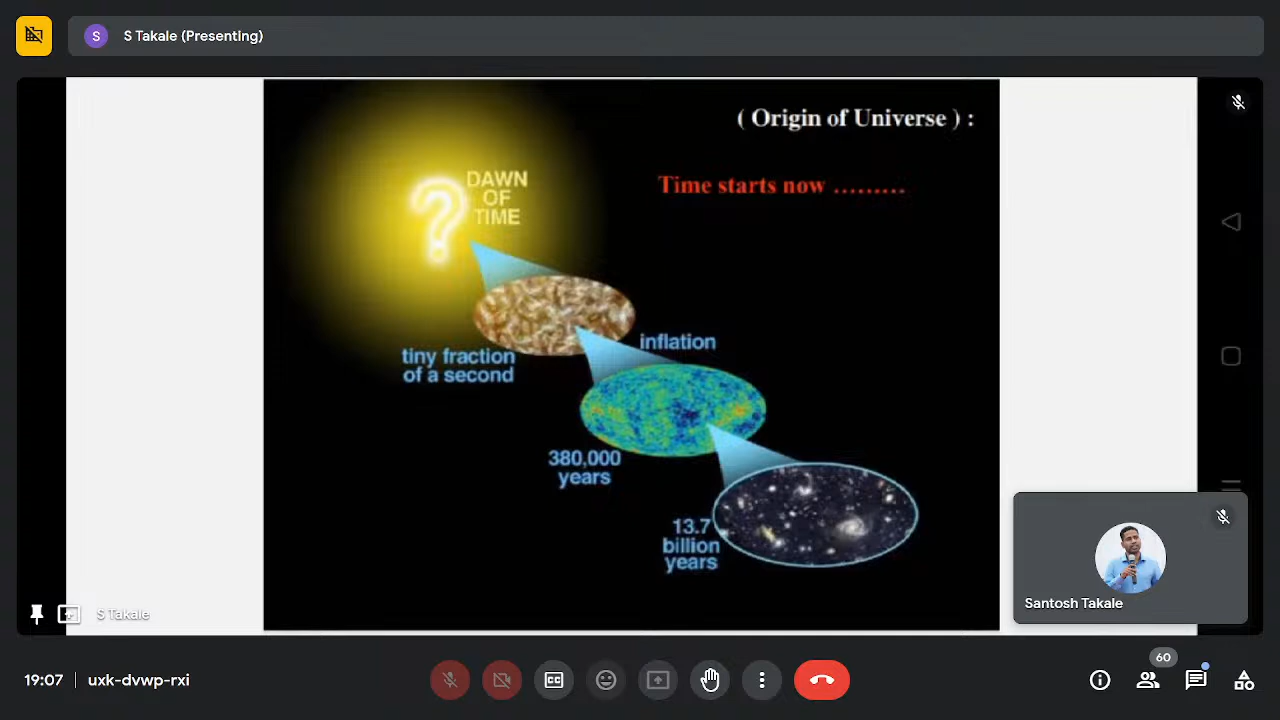 S
S Takale (Presenting)
( Origin of Universe ) :
DAWN
OF
TIME
?
Time starts now .........
inflation
tiny fraction
of a second
380,000
years
13.7
billion
years
Santosh Takale
S Takale
19:07 | uxk-dvwp-rxi
CC
60